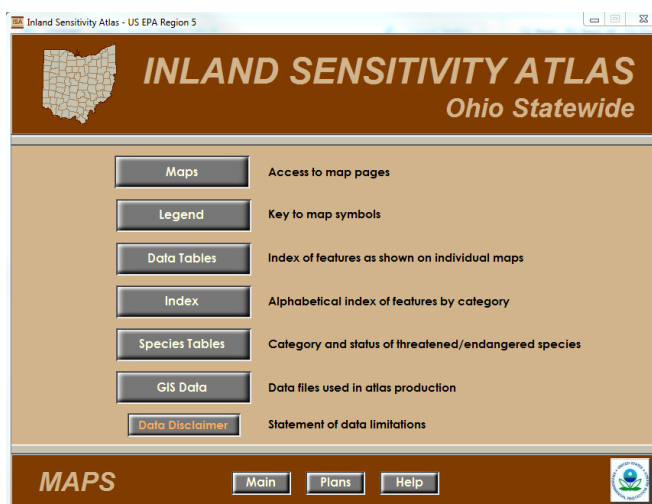 ISA Inland Sensitivity Atlas - US EPA Region 5
INLAND SENSITIVITY ATLAS
Ohio Statewide
Maps Access to map pages
Legend Key to map symbols
Data Tables Index of features as shown on individual maps
Index Alphabetical index of features by category
Species Tables Category and status of threatened/endangered species
GIS Data Data files used in atlas production
Data Disclaimer Statement of data limitations
MAPS Main Plans Help